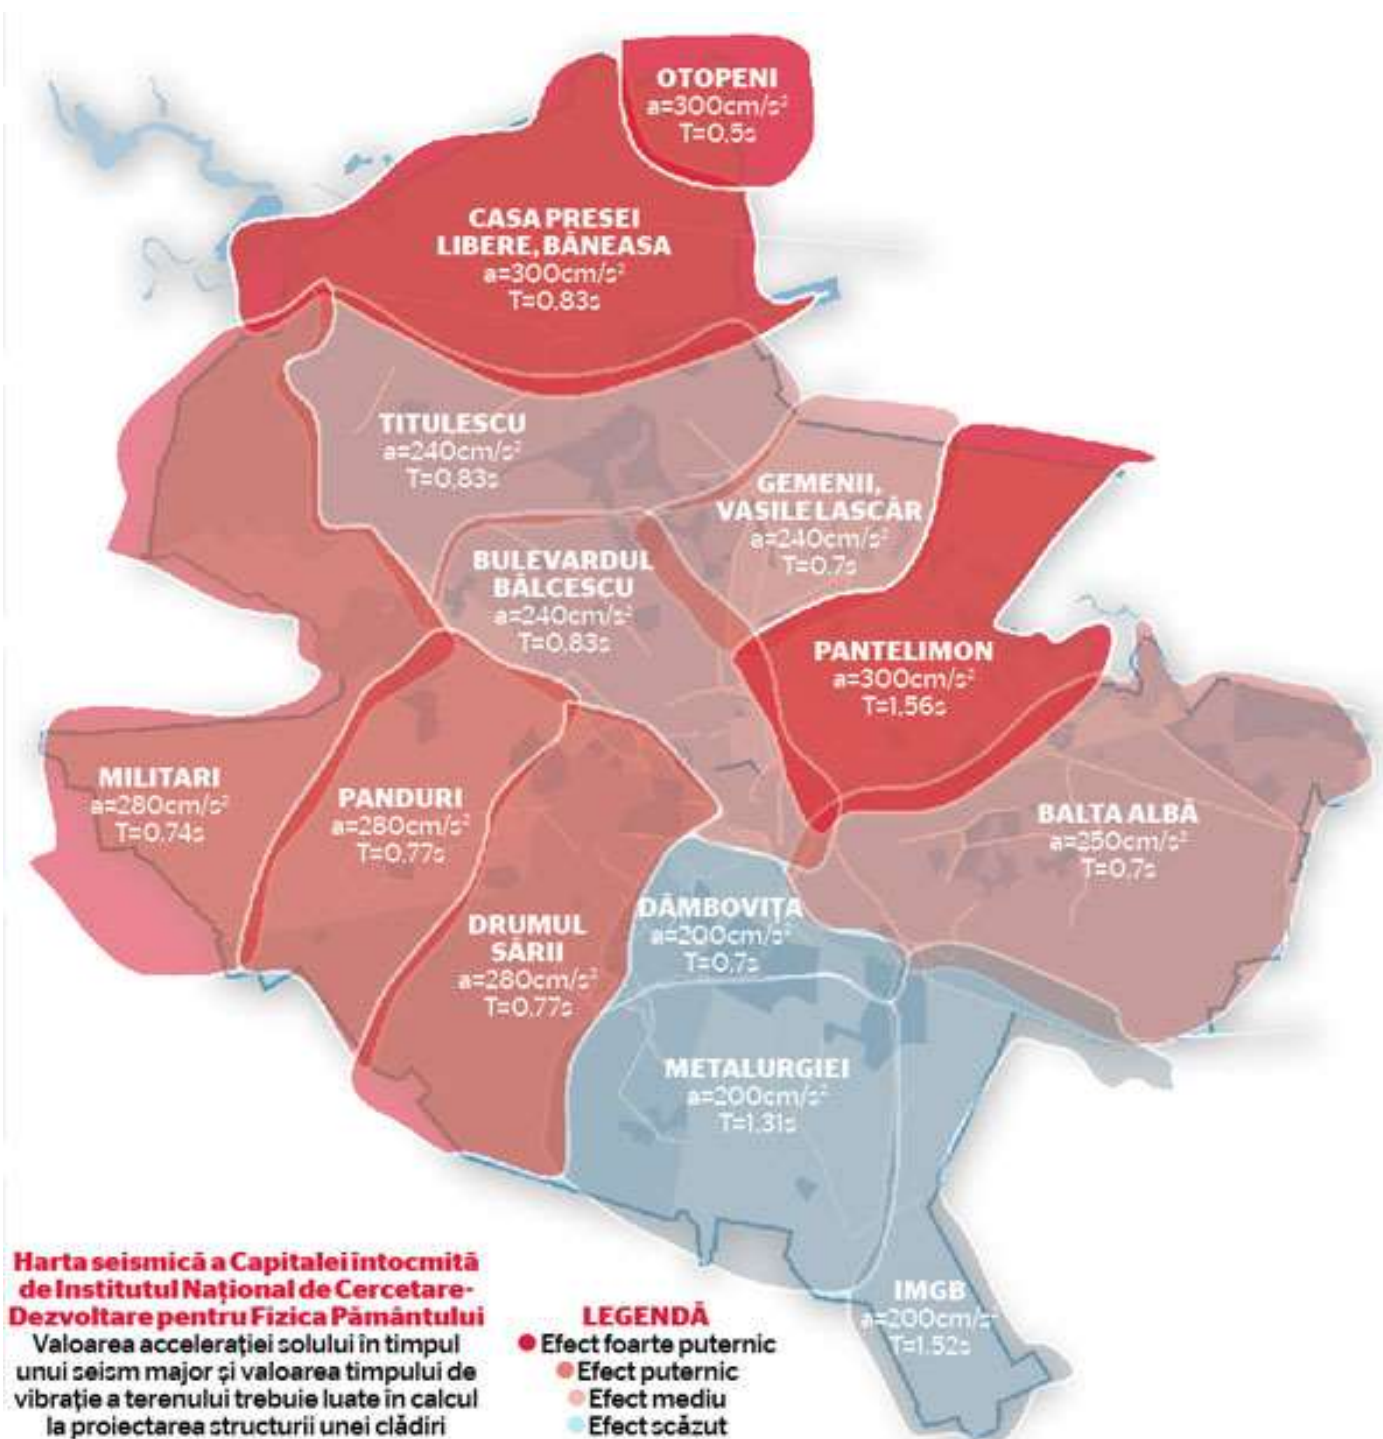 OTOPENI
a=300cm/s²
T=0.5s
CASA PRESEI
LIBERE, BĂNEASA
a=300cm/s²
T=0.83s
TITULESCU
a=240cm/s²
T=0.83s
GEMENII,
VASILE LASCĂR
a=240cm/s²
T=0.7s
BULEVARDUL
BĂLCESCU
a=240cm/s²
T=0.83s
PANTELIMON
a=300cm/s²
T=1.56s
MILITARI
a=280cm/s²
T=0.74s
PANDURI
a=280cm/s²
T=0.77s
BALTA ALBĂ
a=250cm/s²
T=0.7s
DRUMUL
SĂRII
a=280cm/s²
T=0.77s
DÂMBOVIȚA
a=200cm/s²
T=0.7s
METALURGIEI
a=200cm/s²
T=1.31s
IMGB
a=200cm/s²
T=1.52s
Harta seismică a Capitalei întocmită
de Institutul Național de Cercetare-
Dezvoltare pentru Fizica Pământului
Valoarea accelerației solului în timpul
unui seism major și valoarea timpului de
vibrație a terenului trebuie luate în calcul
la proiectarea structurii unei clădiri
LEGENDĂ
Efect foarte puternic
Efect puternic
Efect mediu
Efect scăzut